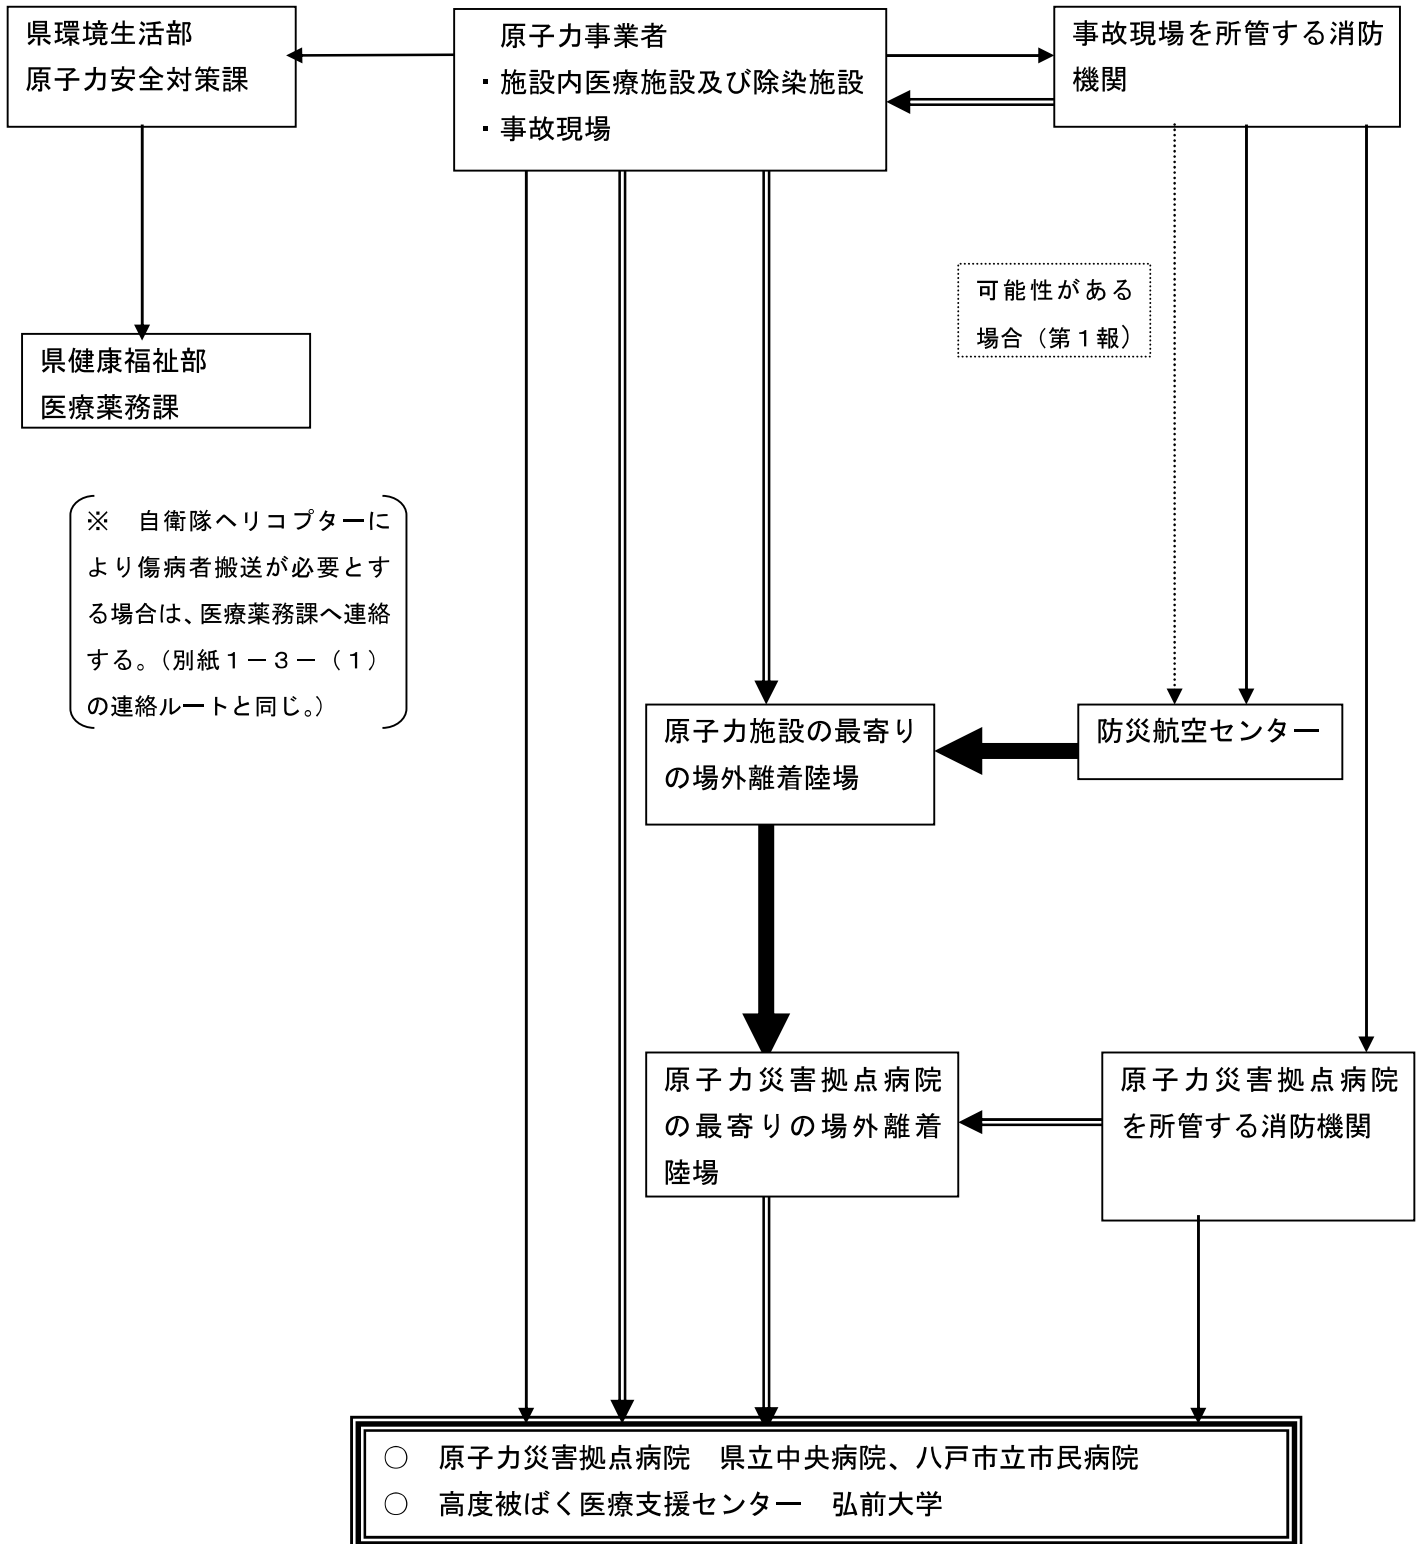 県環境生活部
原子力安全対策課
原子力事業者
・施設内医療施設及び除染施設
・事故現場
事故現場を所管する消防
機関
可能性がある
場合（第１報）
県健康福祉部
医療薬務課
※　自衛隊ヘリコプターに
より傷病者搬送が必要とす
る場合は、医療薬務課へ連絡
する。（別紙１－３－（１）
の連絡ルートと同じ。）
原子力施設の最寄り
の場外離着陸場
防災航空センター
原子力災害拠点病院
の最寄りの場外離着
陸場
原子力災害拠点病院
を所管する消防機関
○　原子力災害拠点病院　県立中央病院、八戸市立市民病院
○　高度被ばく医療支援センター　弘前大学